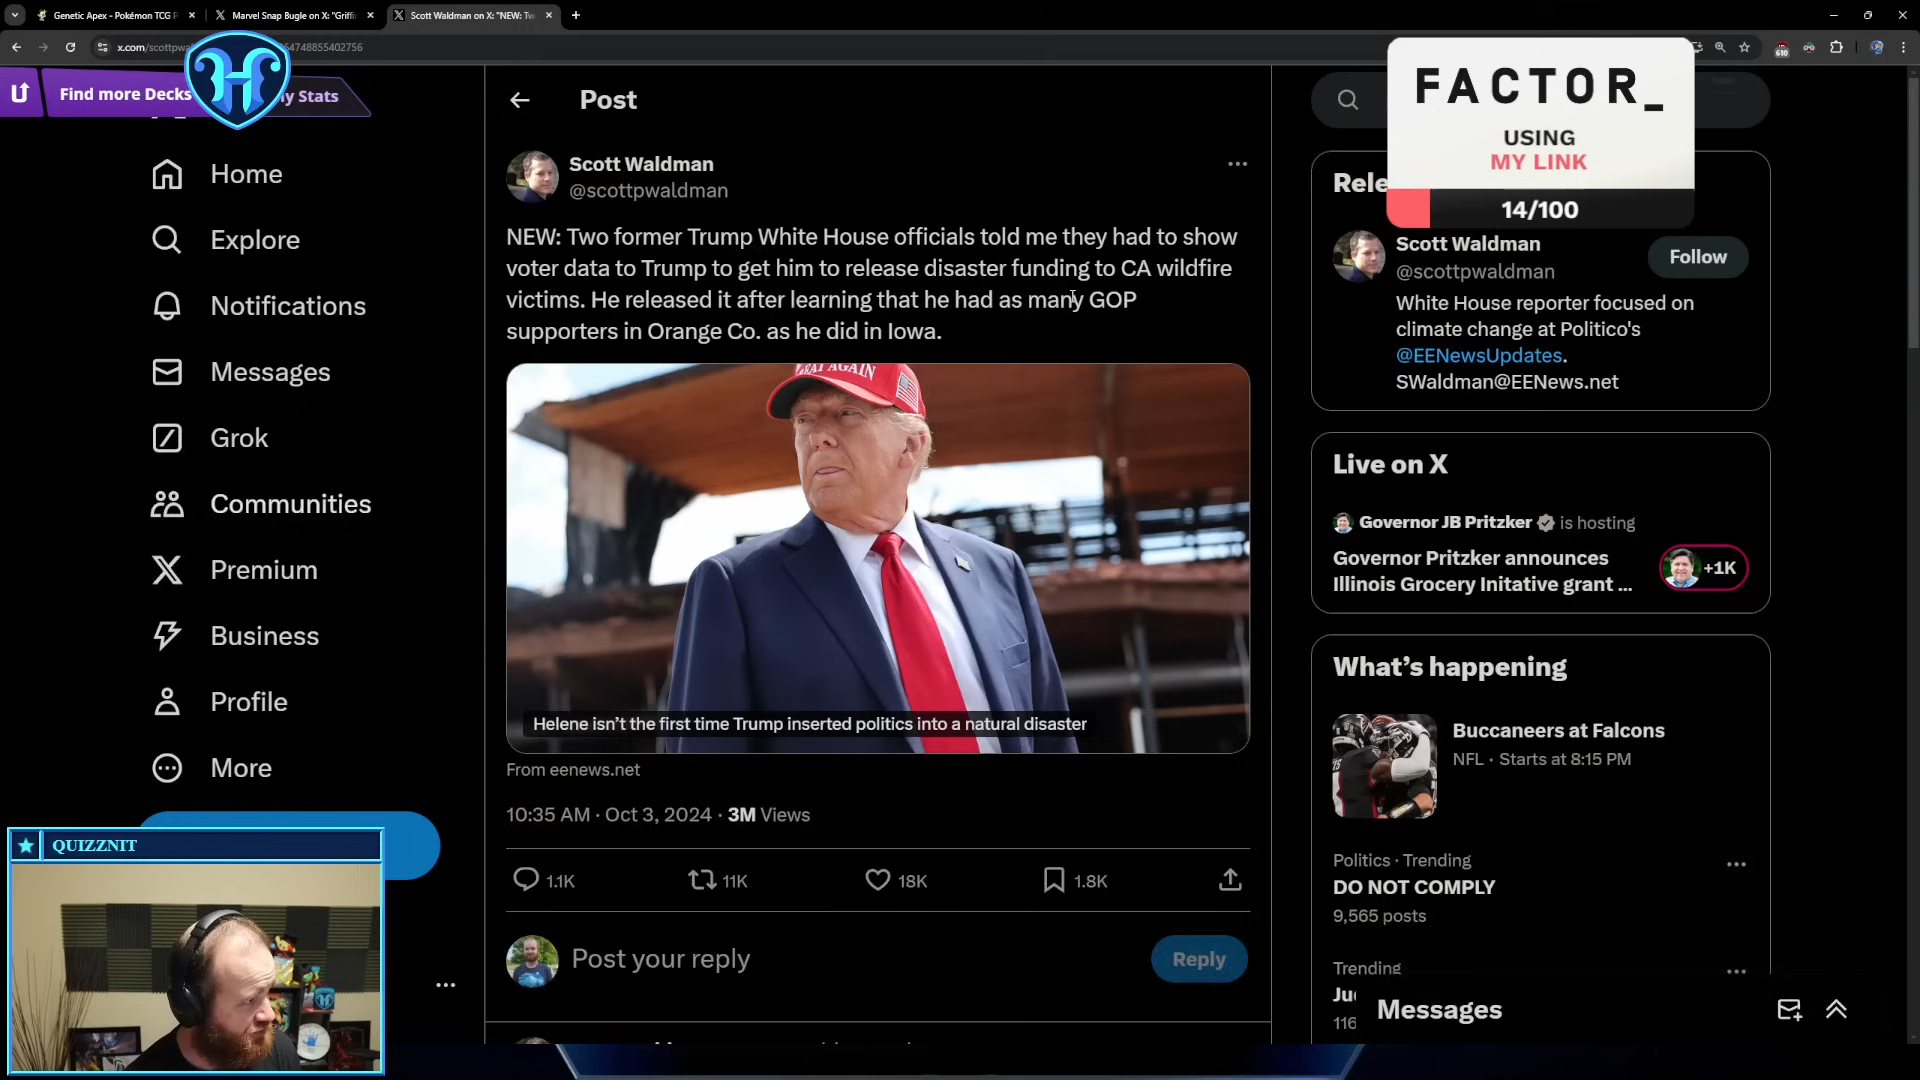 Genetic Apex - Pokémon TCG P
Marvel Snap Bugle on X: "Griffi
Scott Waldman on X: "NEW: Tw
610
Find more Decks
My Stats
FACTOR_
USING
MY LINK
14/100
Home
Explore
Notifications
Messages
Grok
Communities
Premium
Business
Profile
More
Post
Scott Waldman
@scottpwaldman
NEW: Two former Trump White House officials told me they had to show
voter data to Trump to get him to release disaster funding to CA wildfire
victims. He released it after learning that he had as many GOP
supporters in Orange Co. as he did in Iowa.
Helene isn't the first time Trump inserted politics into a natural disaster
From eenews.net
10:35 AM · Oct 3, 2024 · 3M Views
1.1K
11K
18K
1.8K
Post your reply
Reply
Scott Waldman
@scottpwaldman
Follow
White House reporter focused on
climate change at Politico's
@EENewsUpdates.
SWaldman@EENews.net
Live on X
Governor JB Pritzker is hosting
Governor Pritzker announces
Illinois Grocery Initative grant ...
+1K
What's happening
Buccaneers at Falcons
NFL · Starts at 8:15 PM
Politics · Trending
DO NOT COMPLY
9,565 posts
Trending
Messages
QUIZZNIT